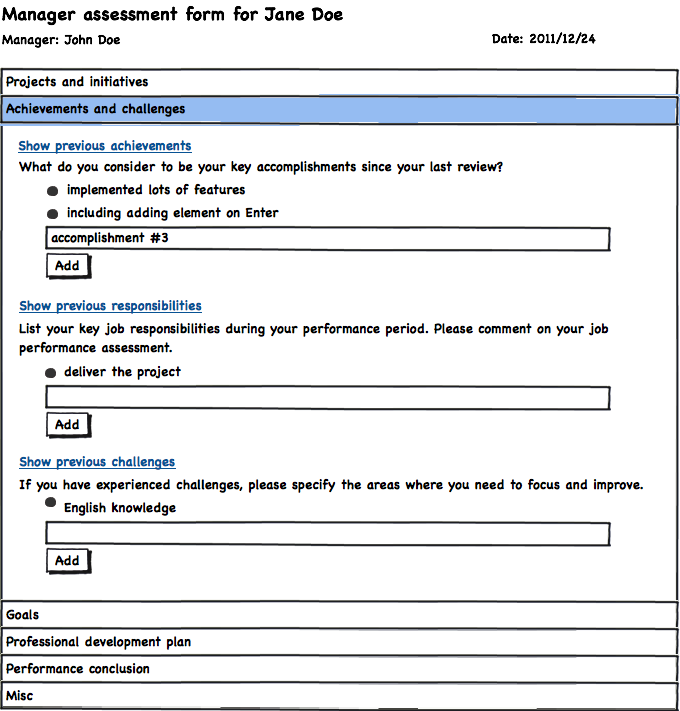 Manager assessment form for Jane Doe
Manager: John Doe Date: 2011/12/24
Projects and initiatives
Achievements and challenges
Show previous achievements
What do you consider to be your key accomplishments since your last review?
implemented lots of features
including adding element on Enter
accomplishment #3
Add
Show previous responsibilities
List your key job responsibilities during your performance period. Please comment on your job
performance assessment.
deliver the project
Add
Show previous challenges
If you have experienced challenges, please specify the areas where you need to focus and improve.
English knowledge
Add
Goals
Professional development plan
Performance conclusion
Misc